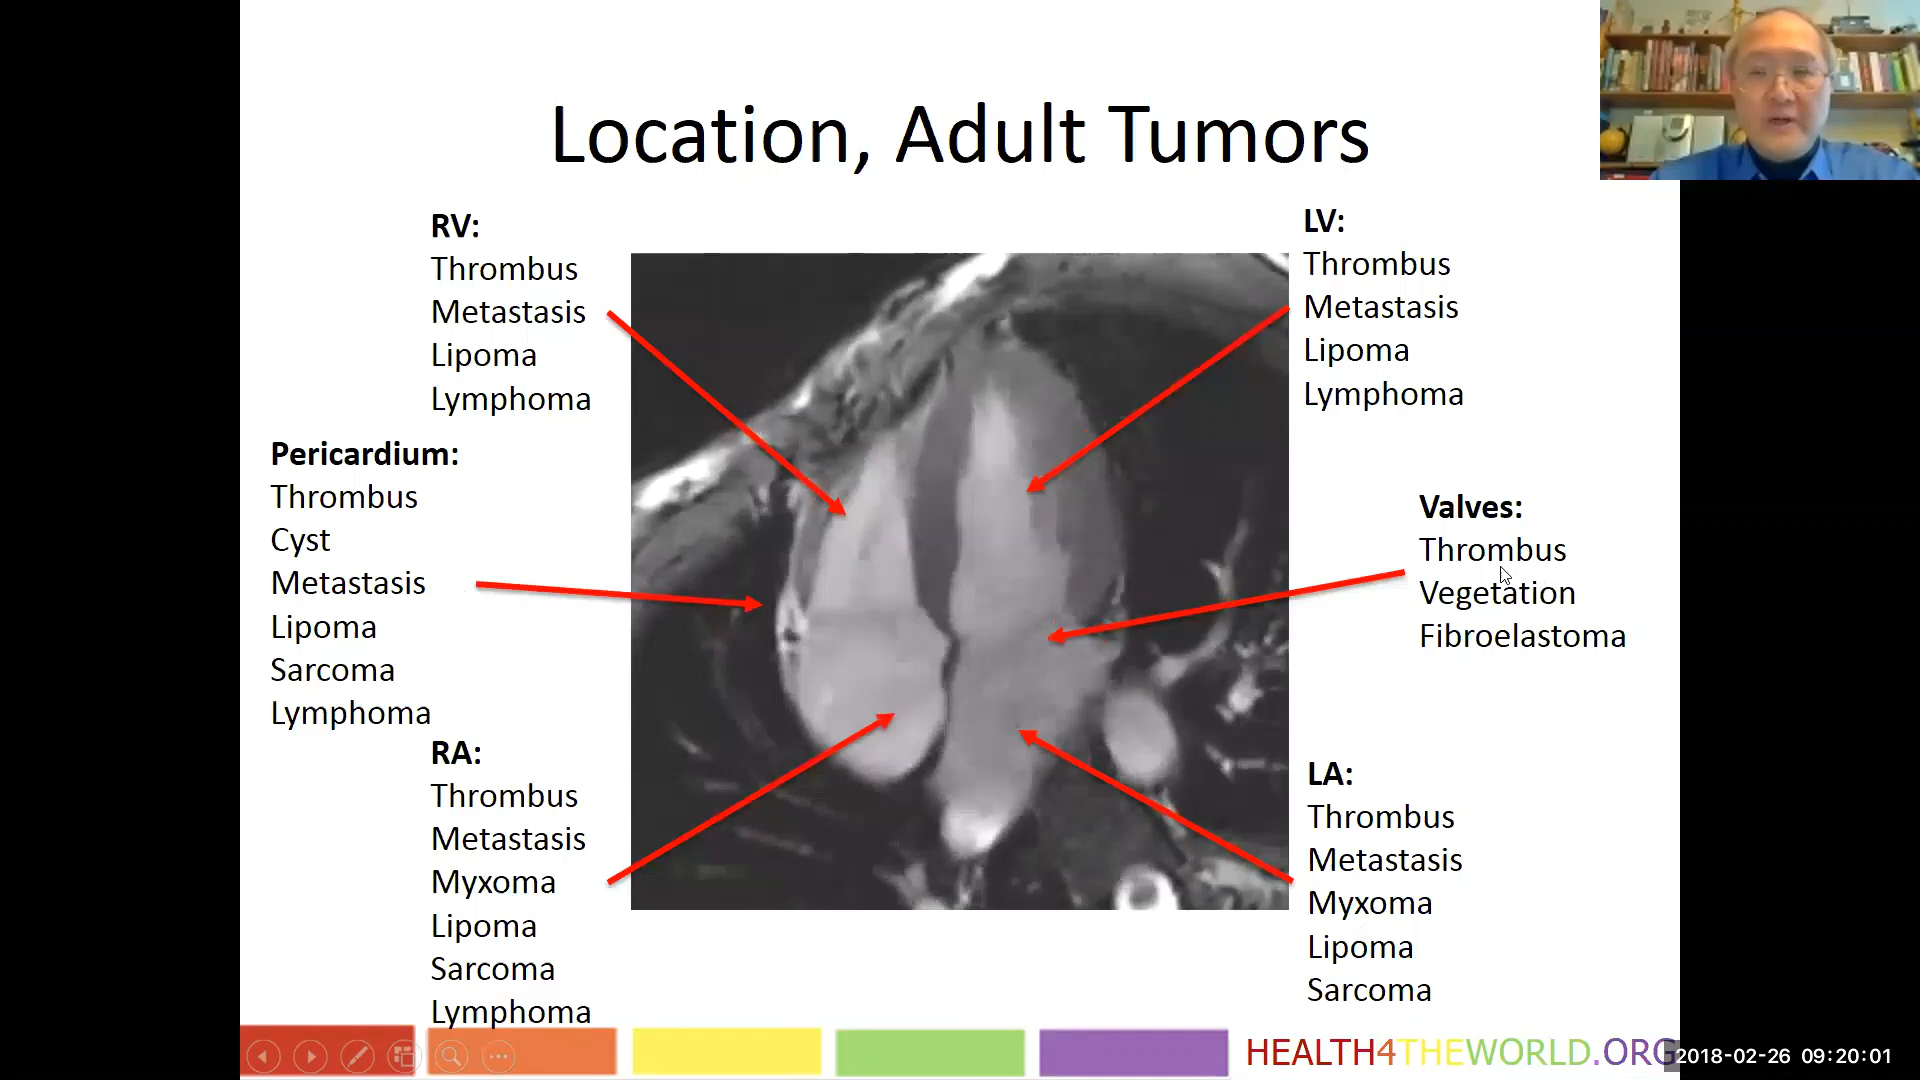 Location, Adult Tumors
RV:
Thrombus
Metastasis
Lipoma
Lymphoma
LV:
Thrombus
Metastasis
Lipoma
Lymphoma
Pericardium:
Thrombus
Cyst
Metastasis
Lipoma
Sarcoma
Lymphoma
Valves:
Thrombus
Vegetation
Fibroelastoma
RA:
Thrombus
Metastasis
Myxoma
Lipoma
Sarcoma
Lymphoma
LA:
Thrombus
Metastasis
Myxoma
Lipoma
Sarcoma
HEALTH4THEWORLD.ORG
2018-02-26 09:20:01